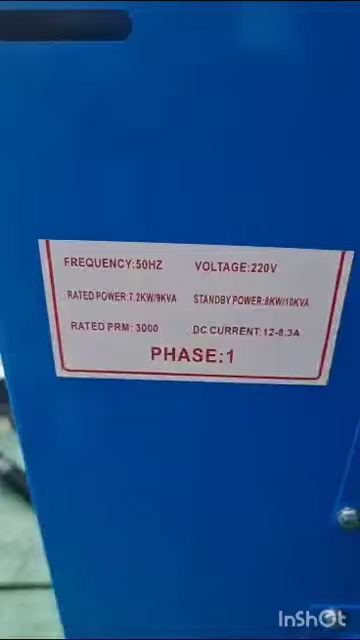 FREQUENCY:50HZ VOLTAGE:220V
RATED POWER:7.2KW/9KVA STANDBY POWER:8KW/10KVA
RATED PRM: 3000 DC CURRENT:12-8.3A
PHASE:1
InShOt